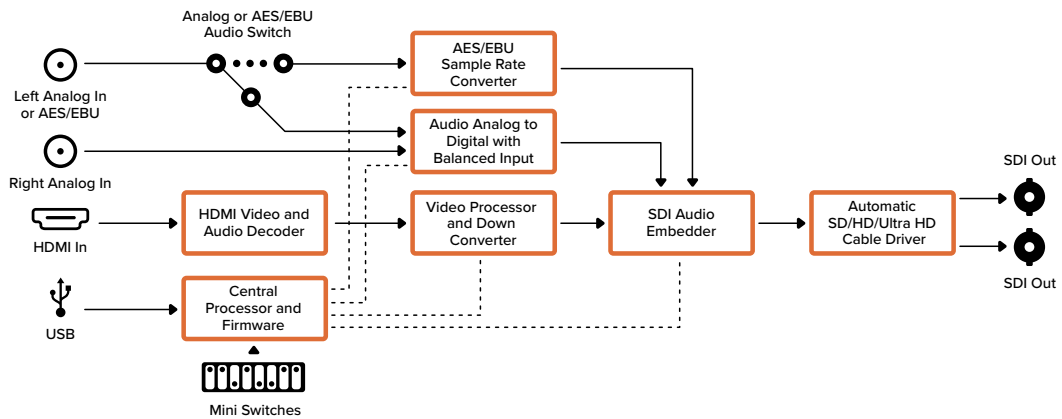 Analog or AES/EBU
Audio Switch
Left Analog In
or AES/EBU
Right Analog In
HDMI In
USB
AES/EBU
Sample Rate
Converter
Audio Analog to
Digital with
Balanced Input
HDMI Video and
Audio Decoder
Video Processor
and Down
Converter
SDI Audio
Embedder
Automatic
SD/HD/Ultra HD
Cable Driver
SDI Out
SDI Out
Central
Processor and
Firmware
Mini Switches